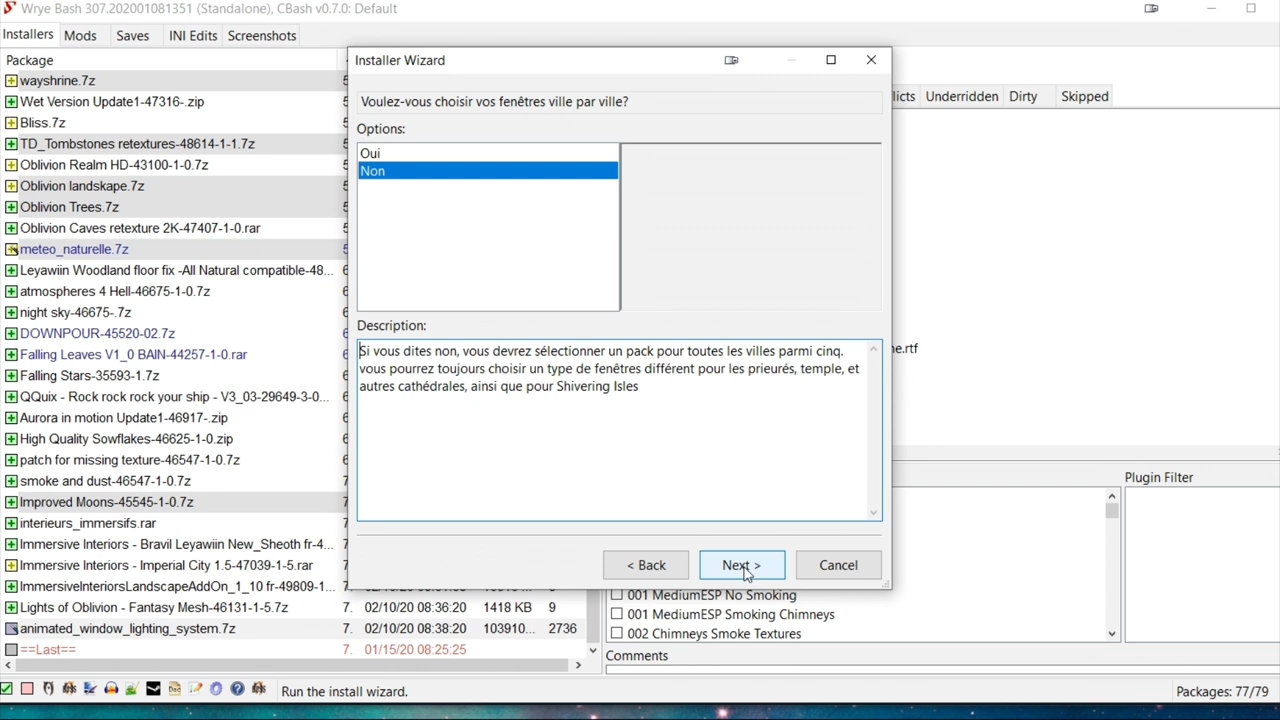 Wrye Bash 307.202001081351 (Standalone), CBash v0.7.0: Default
Installers Mods Saves INI Edits Screenshots
Package
wayshrine.7z
Wet Version Update1-47316-.zip
Bliss.7z
TD_Tombstones retextures-48614-1-1.7z
Oblivion Realm HD-43100-1-0.7z
Oblivion landskape.7z
Oblivion Trees.7z
Oblivion Caves retexture 2K-47407-1-0.rar
meteo_naturelle.7z
Leyawiin Woodland floor fix -All Natural compatible-48...
atmospheres 4 Hell-46675-1-0.7z
night sky-46675-.7z
DOWNPOUR-45520-02.7z
Falling Leaves V1_0 BAIN-44257-1-0.rar
Falling Stars-35593-1.7z
QQuix - Rock rock rock your ship - V3_03-29649-3-0...
Aurora in motion Update1-46917-.zip
High Quality Sowflakes-46625-1-0.zip
patch for missing texture-46547-1-0.7z
smoke and dust-46547-1-0.7z
Improved Moons-45545-1-0.7z
interieurs_immersifs.rar
Immersive Interiors - Bravil Leyawiin New_Sheoth fr-4...
Immersive Interiors - Imperial City 1.5-47039-1-5.rar
ImmersiveInteriorsLandscapeAddOn_1_10 fr-49809-1...
Lights of Oblivion - Fantasy Mesh-46131-1-5.7z 7. 02/10/20 08:36:20 1418 KB 9
animated_window_lighting_system.7z 7. 02/10/20 08:38:20 103910... 2736
==Last== 7. 01/15/20 08:25:25
Installer Wizard
Voulez-vous choisir vos fenêtres ville par ville?
Options:
Oui
Non
Description:
Si vous dites non, vous devrez sélectionner un pack pour toutes les villes parmi cinq.
vous pourrez toujours choisir un type de fenêtres différent pour les prieurés, temple, et
autres cathédrales, ainsi que pour Shivering Isles
< Back Next > Cancel
licts Underridden Dirty Skipped
ne.rtf
Plugin Filter
001 MediumESP No Smoking
001 MediumESP Smoking Chimneys
002 Chimneys Smoke Textures
Comments
Run the install wizard.
Packages: 77/79